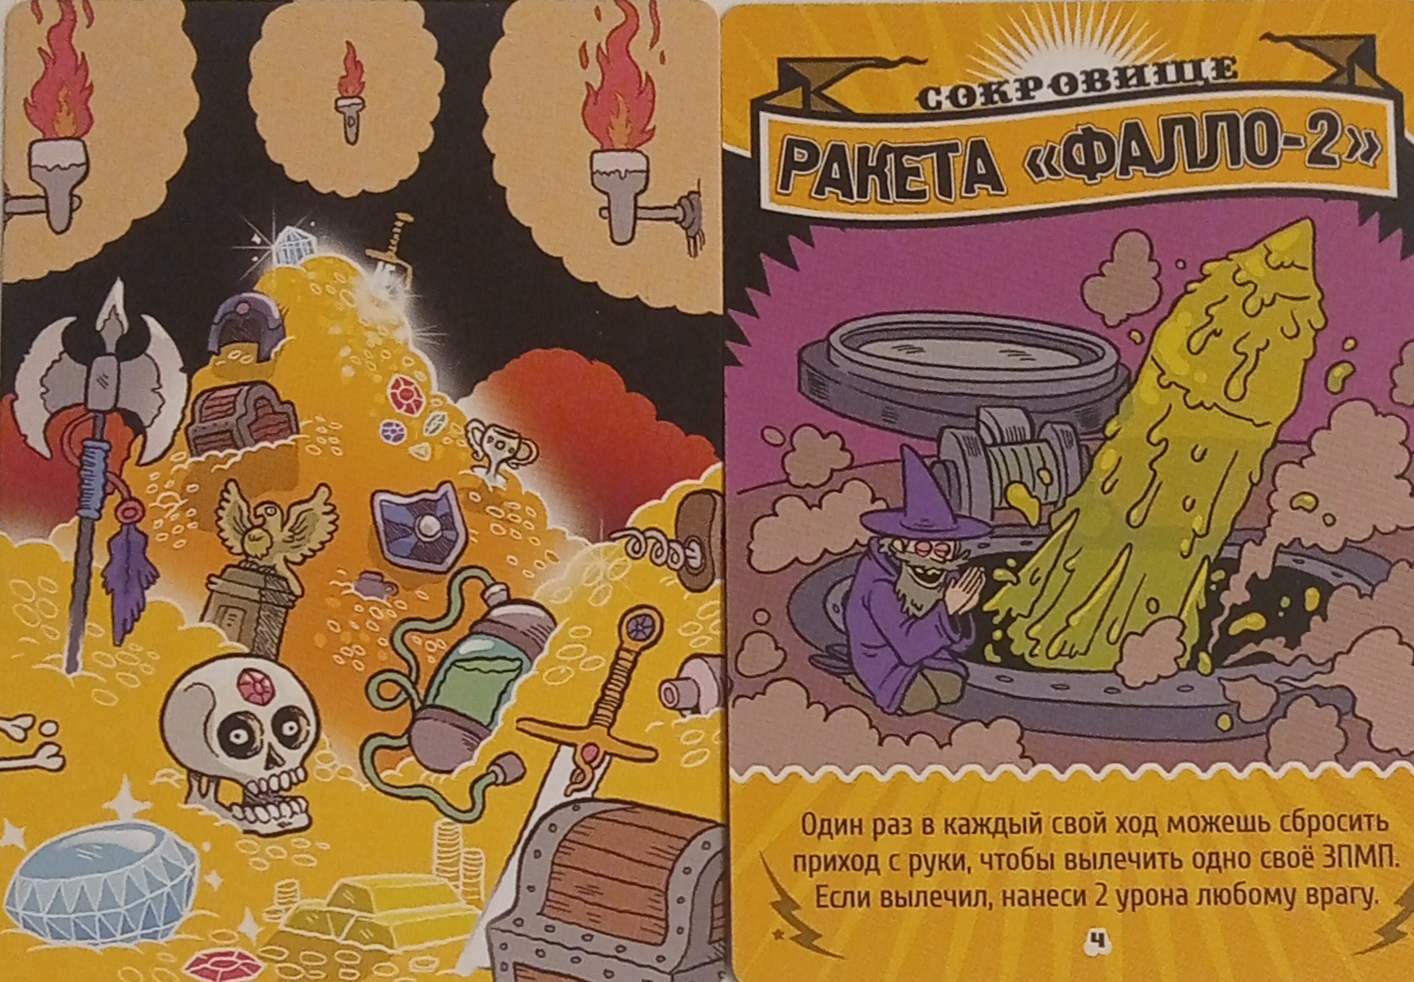 СОКРОВИЩЕ
РАКЕТА «ФАЛЛО-2»
Один раз в каждый свой ход можешь сбросить
приход с руки, чтобы вылечить одно своё ЗПМП.
Если вылечил, нанеси 2 урона любому врагу.
Ч